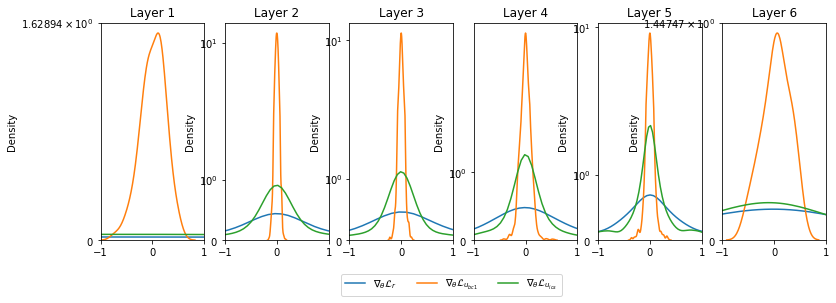 Layer 1 Layer 2 Layer 3 Layer 4 Layer 5 Layer 6
1.62894 × 10⁰ 10¹ 10¹ 10¹ 1.44747 × 10⁰
Density Density Density Density Density Density
10⁰ 10⁰ 10⁰ 10⁰
0 0 0 0 0 0
−1 0 1 −1 0 1 −1 0 1 −1 0 1 −1 0 1 −1 0 1
∇θℒr ∇θℒu_bc1 ∇θℒu_ics